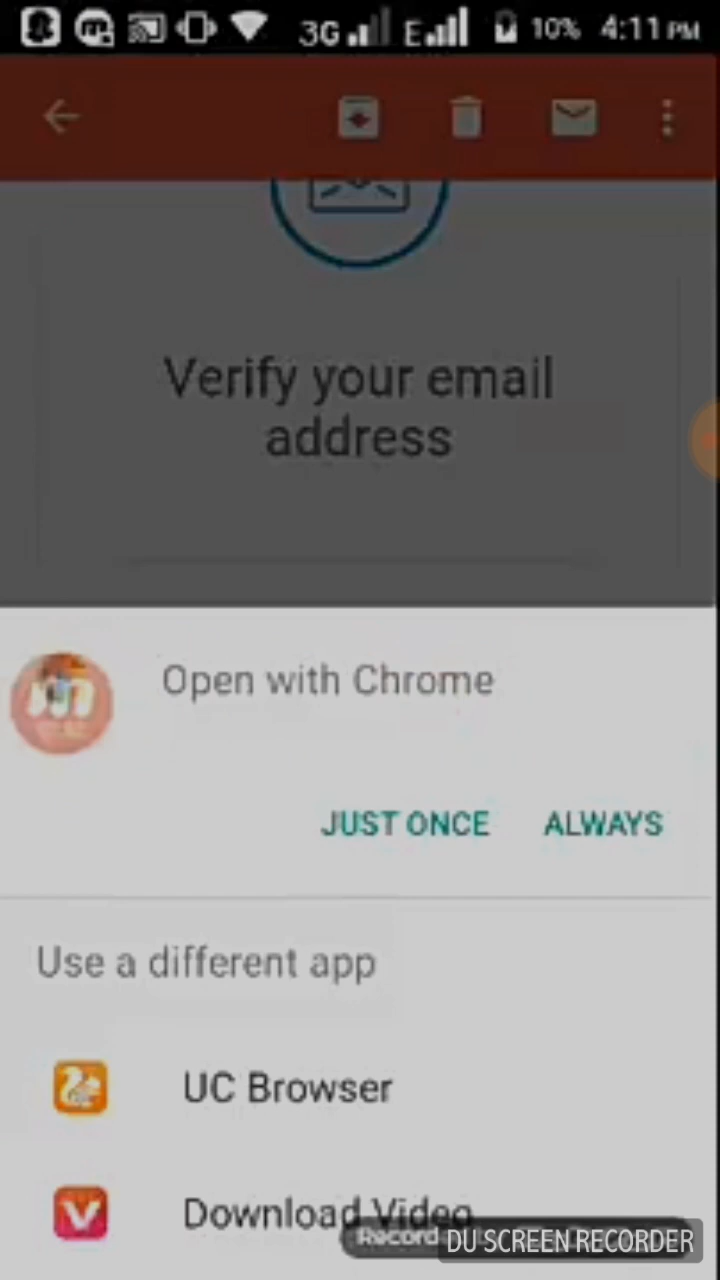 3G E 10% 4:11 PM
Verify your email
address
Open with Chrome
JUST ONCE ALWAYS
Use a different app
UC Browser
Download Video
DU SCREEN RECORDER